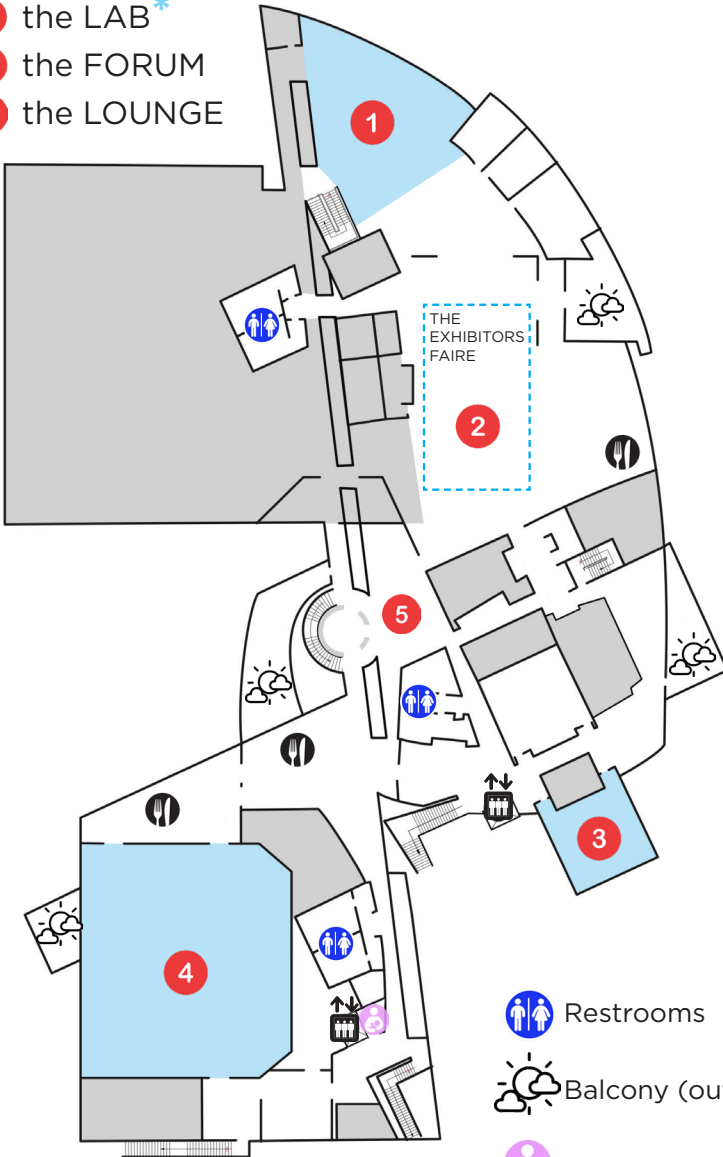 the LAB*
the FORUM
the LOUNGE
1
THE
EXHIBITORS
FAIRE
2
5
3
4
Restrooms
Balcony (ou